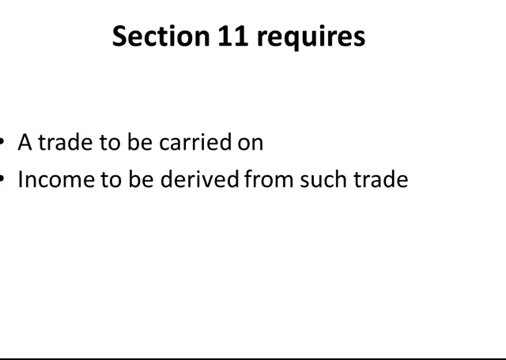 Section 11 requires
• A trade to be carried on
• Income to be derived from such trade